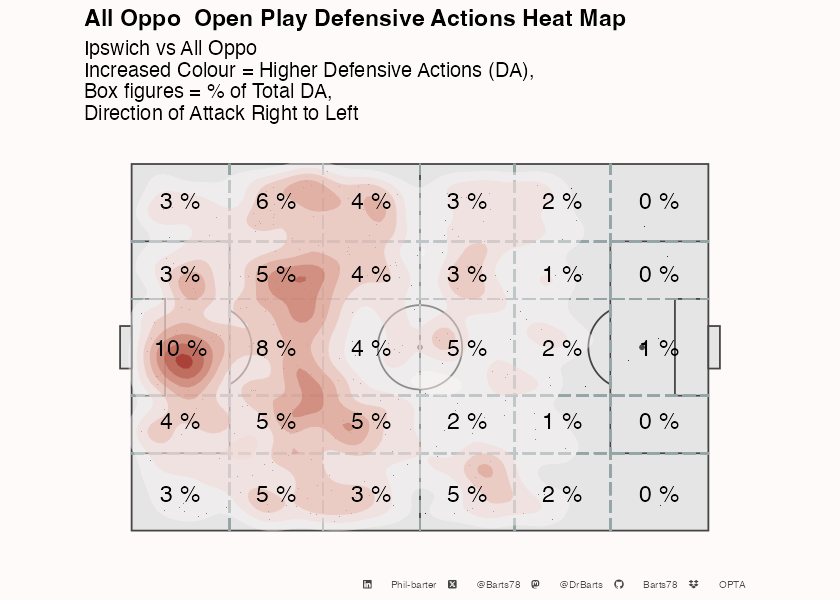 All Oppo  Open Play Defensive Actions Heat Map
Ipswich vs All Oppo
Increased Colour = Higher Defensive Actions (DA),
Box figures = % of Total DA,
Direction of Attack Right to Left
3 % 6 % 4 % 3 % 2 % 0 %
3 % 5 % 4 % 3 % 1 % 0 %
10 % 8 % 4 % 5 % 2 % 1 %
4 % 5 % 5 % 2 % 1 % 0 %
3 % 5 % 3 % 5 % 2 % 0 %
Phil-barter @Barts78 @DrBarts Barts78 OPTA